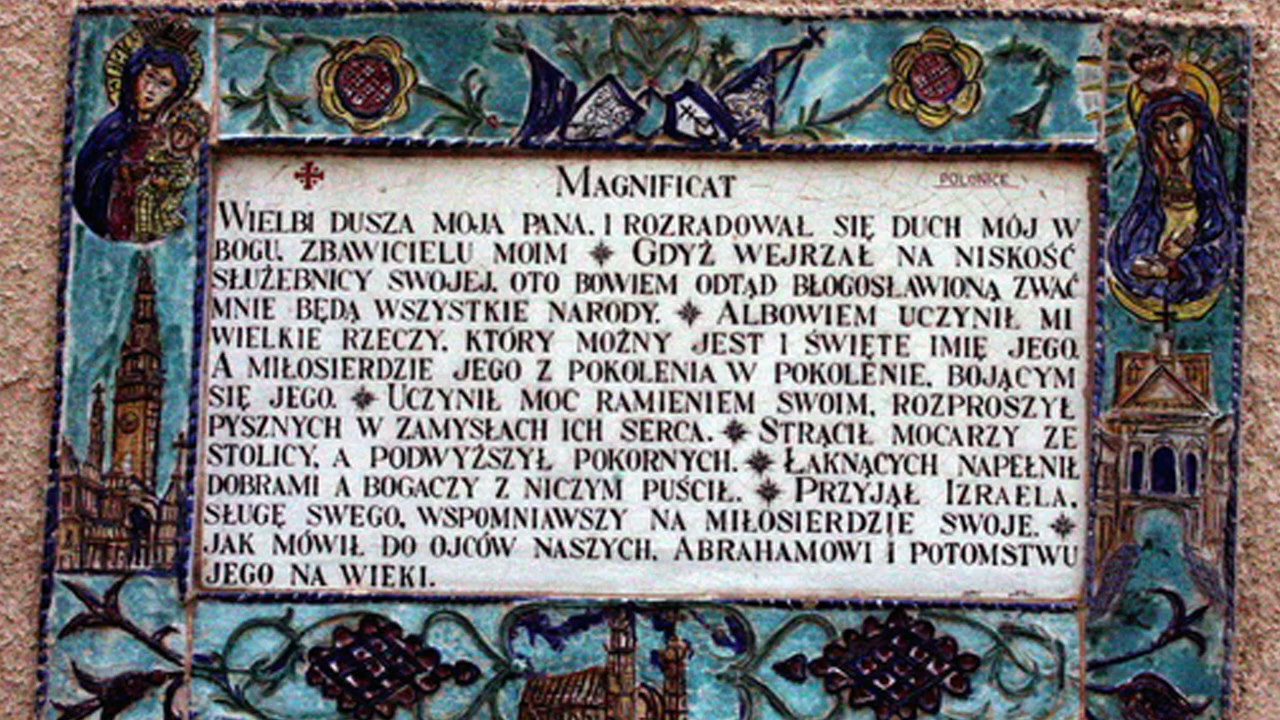 MAGNIFICAT
POLONICE
WIELBI DUSZA MOJA PANA. I ROZRADOWAŁ SIĘ DUCH MÓJ W
BOGU, ZBAWICIELU MOIM ✦ GDYŻ WEJRZAŁ NA NISKOŚĆ
SŁUŻEBNICY SWOJEJ. OTO BOWIEM ODTĄD BŁOGOSŁAWIONĄ ZWAĆ
MNIE BĘDĄ WSZYSTKIE NARODY. ✦ ALBOWIEM UCZYNIŁ MI
WIELKIE RZECZY, KTÓRY MOŻNY JEST I ŚWIĘTE IMIĘ JEGO.
A MIŁOSIERDZIE JEGO Z POKOLENIA W POKOLENIE, BOJĄCYM
SIĘ JEGO. ✦ UCZYNIŁ MOC RAMIENIEM SWOIM, ROZPROSZYŁ
PYSZNYCH W ZAMYSŁACH ICH SERCA. ✦ STRĄCIŁ MOCARZY ZE
STOLICY, A PODWYŻSZYŁ POKORNYCH. ✦ ŁAKNĄCYCH NAPEŁNIŁ
DOBRAMI A BOGACZY Z NICZYM PUŚCIŁ. ✦ PRZYJĄŁ IZRAELA,
SŁUGĘ SWEGO, WSPOMNIAWSZY NA MIŁOSIERDZIE SWOJE. ✦
JAK MÓWIŁ DO OJCÓW NASZYCH, ABRAHAMOWI I POTOMSTWU
JEGO NA WIEKI.